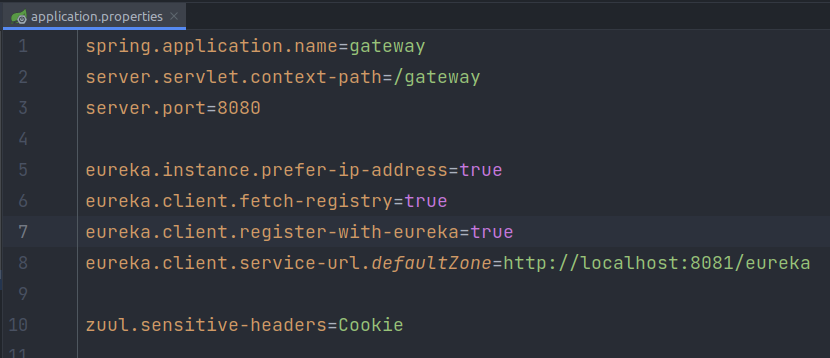 application.properties
1 spring.application.name=gateway
2 server.servlet.context-path=/gateway
3 server.port=8080
4
5 eureka.instance.prefer-ip-address=true
6 eureka.client.fetch-registry=true
7 eureka.client.register-with-eureka=true
8 eureka.client.service-url.defaultZone=http://localhost:8081/eureka
9
10 zuul.sensitive-headers=Cookie
11